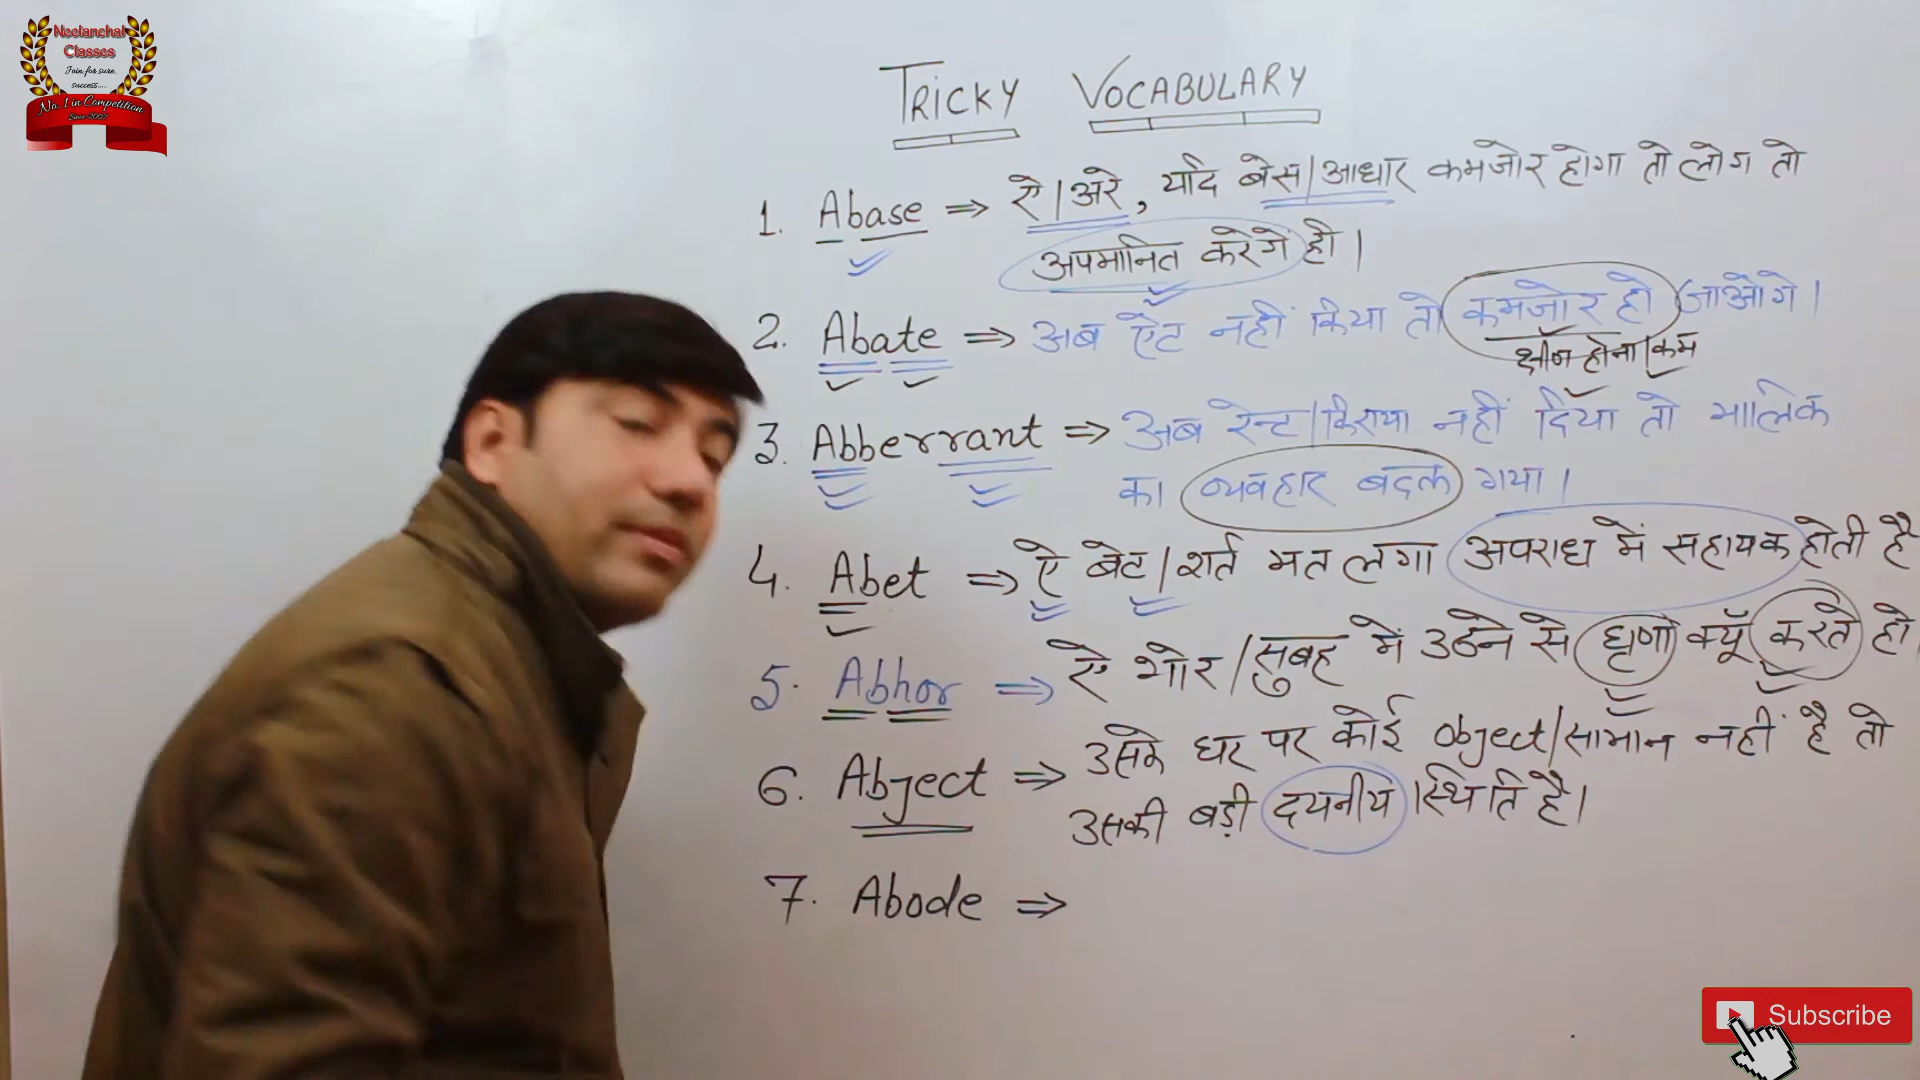 Neelanchal
Classes
Join for sure
success.....
No. 1 in Competition
Since-2007
TRICKY VOCABULARY
1. Abase ⇒ ऐ/अरे, यदि बेस/आधार कमजोर होगा तो लोग तो
अपमानित करेगे ही।
2. Abate ⇒ अब ऐट नहीं किया तो कमजोर हो जाओगे।
क्षीण होना/कम
3. Abberrant ⇒ अब रेन्ट/किराया नहीं दिया तो मालिक
का व्यवहार बदल गया।
4. Abet ⇒ ऐ बेट/शर्त मत लगा अपराध में सहायक होती है
5. Abhor ⇒ ऐ भोर/सुबह में उठने से घृणा क्यूँ करते हो
6. Abject ⇒ उसके घर पर कोई object/सामान नहीं है तो
उसकी बड़ी दयनीय स्थिति है।
7. Abode ⇒
Subscribe